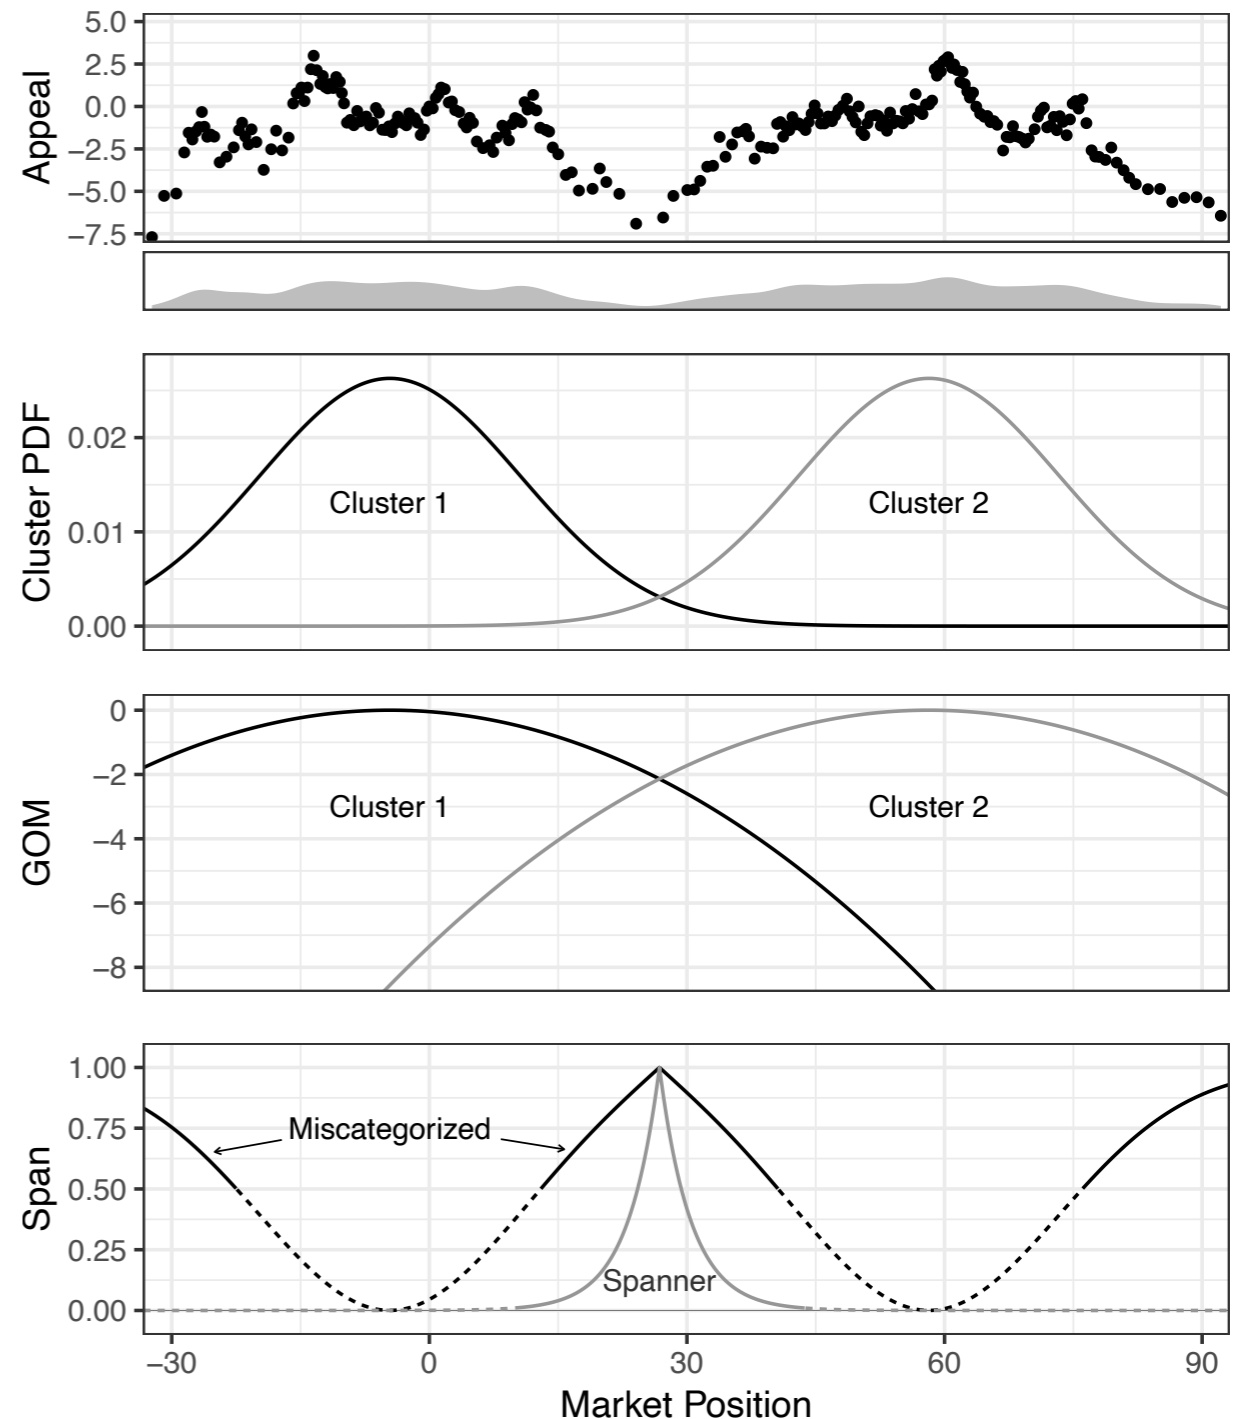 Appeal
5.0
2.5
0.0
−2.5
−5.0
−7.5
Cluster PDF
0.02
0.01
0.00
Cluster 1
Cluster 2
GOM
0
−2
−4
−6
−8
Cluster 1
Cluster 2
Span
1.00
0.75
0.50
0.25
0.00
Miscategorized
Spanner
−30 0 30 60 90
Market Position